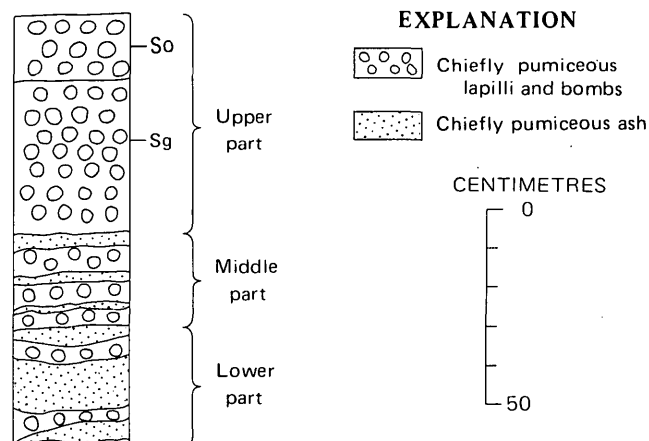 So
Sg
Upper
part
Middle
part
Lower
part
EXPLANATION
Chiefly pumiceous
lapilli and bombs
Chiefly pumiceous ash
CENTIMETRES
0
50